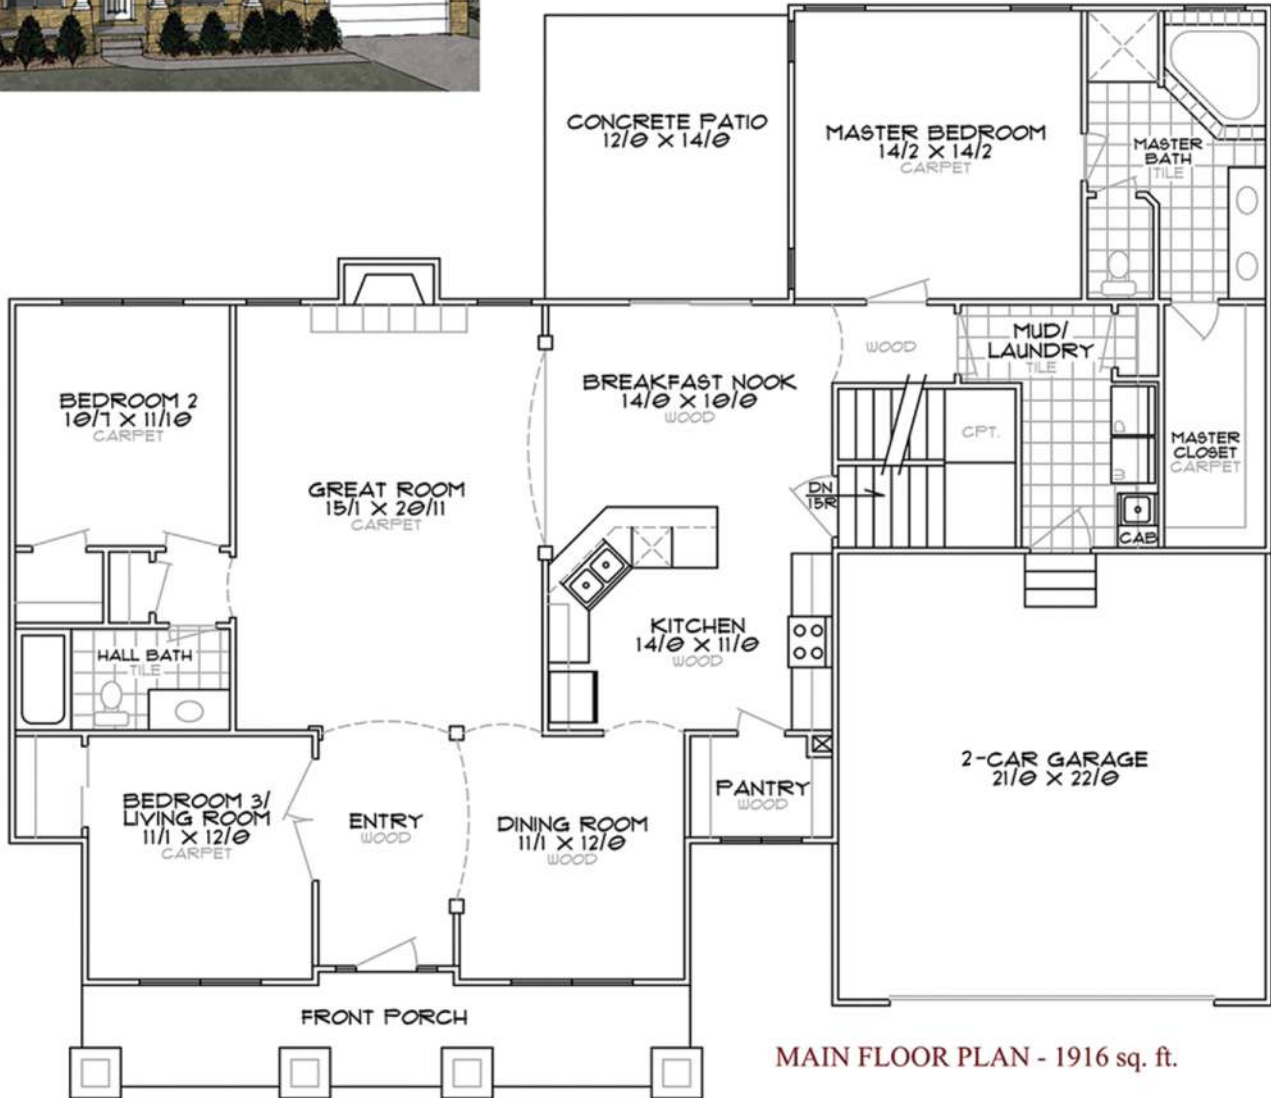 CONCRETE PATIO
12/0 X 14/0
MASTER BEDROOM
14/2 X 14/2
CARPET
MASTER
BATH
TILE
BEDROOM 2
10/7 X 11/10
CARPET
GREAT ROOM
15/1 X 20/11
CARPET
BREAKFAST NOOK
14/0 X 10/0
WOOD
WOOD
MUD/
LAUNDRY
TILE
CPT.
D
B
MASTER
CLOSET
CARPET
DN
15R
CAB
HALL BATH
TILE
KITCHEN
14/0 X 11/0
WOOD
BEDROOM 3/
LIVING ROOM
11/1 X 12/0
CARPET
ENTRY
WOOD
DINING ROOM
11/1 X 12/0
WOOD
PANTRY
WOOD
2-CAR GARAGE
21/0 X 22/0
FRONT PORCH
MAIN FLOOR PLAN - 1916 sq. ft.